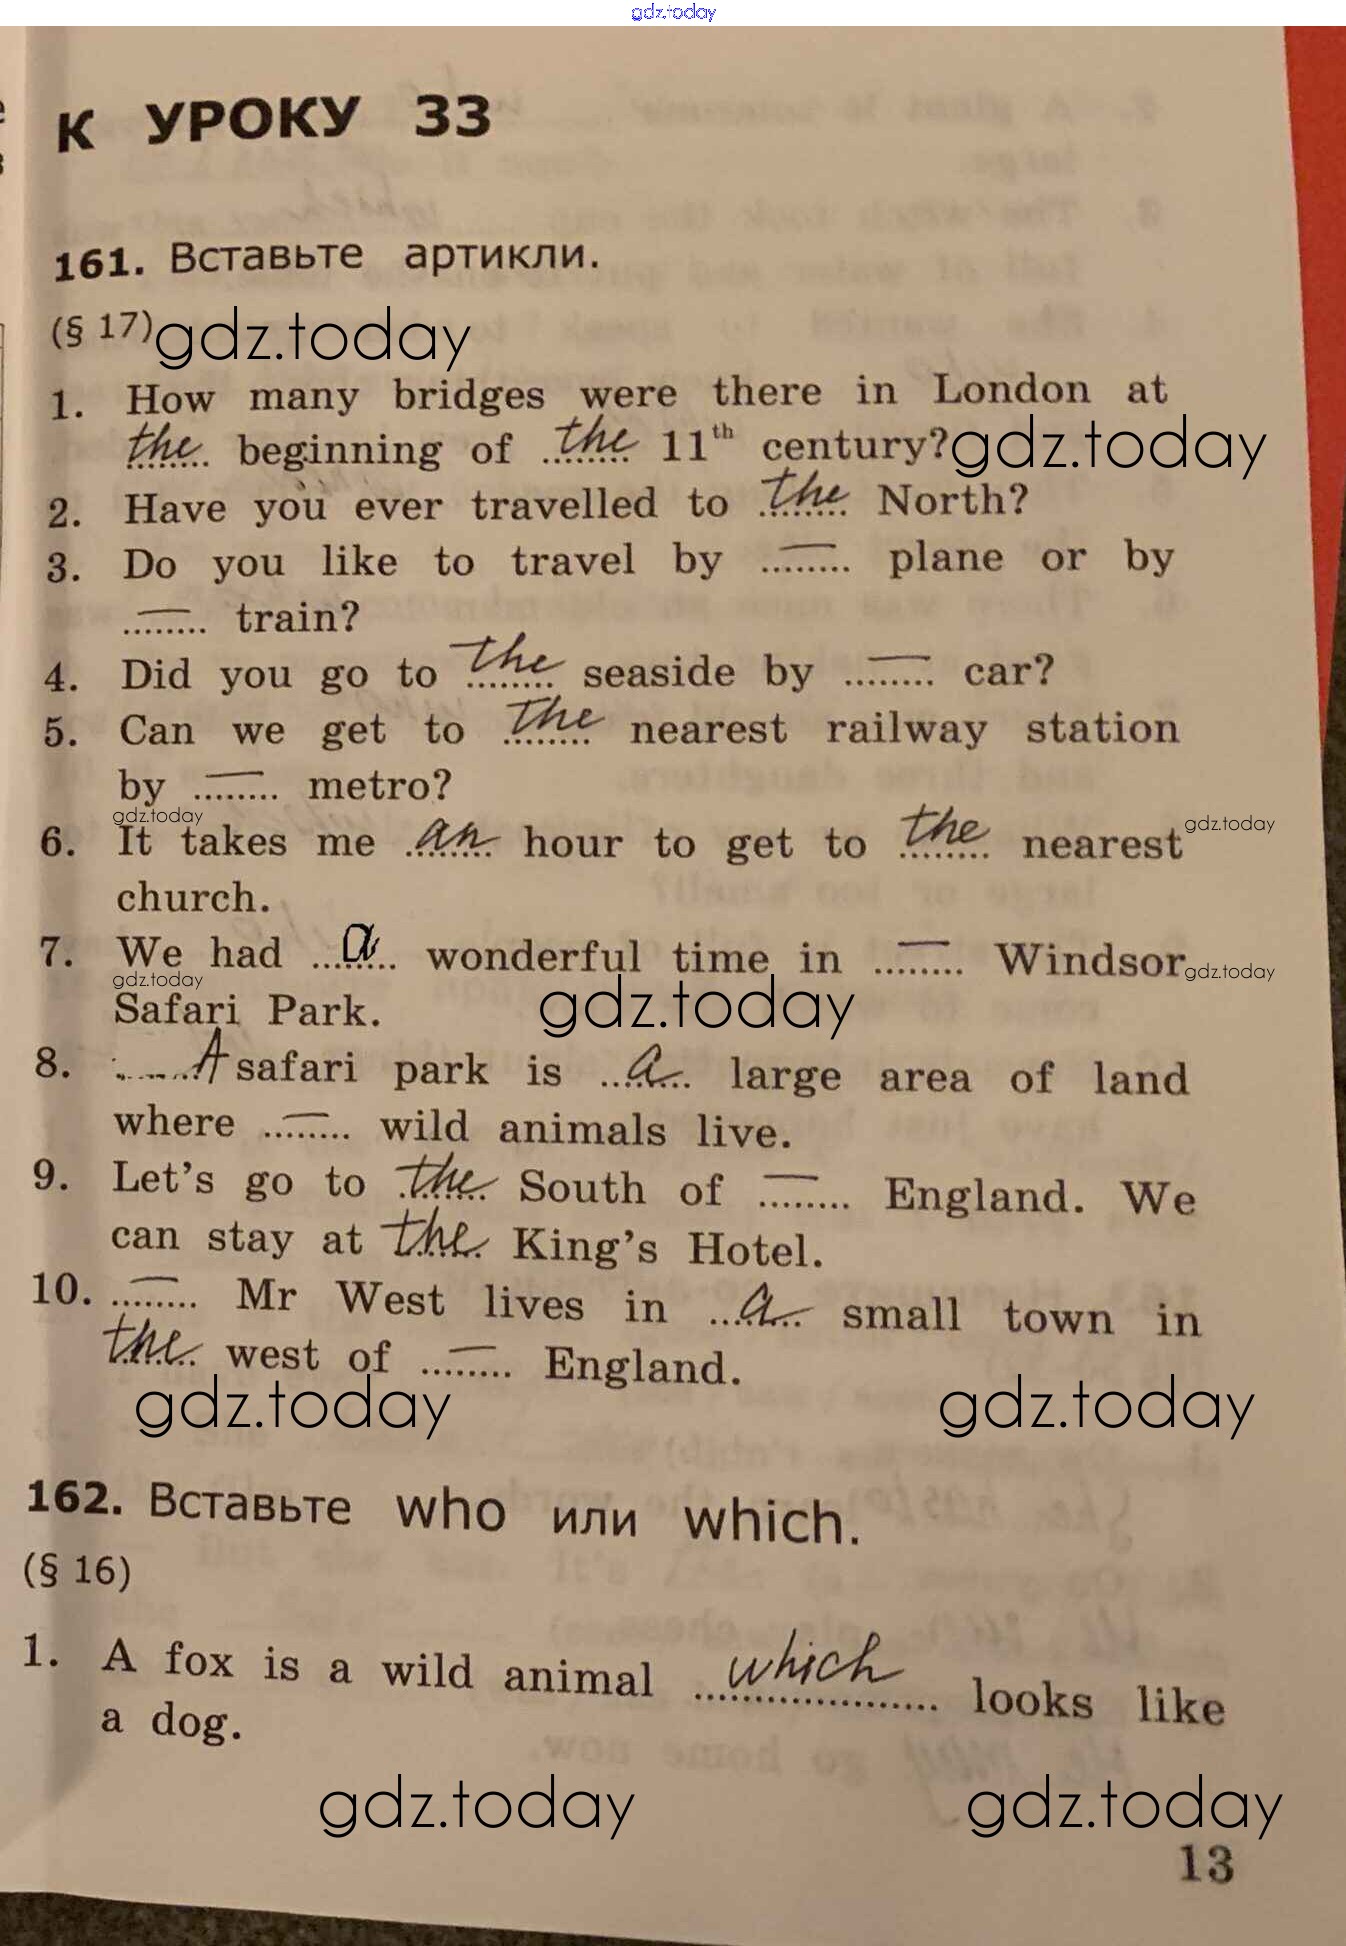 gdz.today
К УРОКУ 33
161. Вставьте артикли.
(§ 17) gdz.today
1. How many bridges were there in London at
the beginning of the 11th century? gdz.today
2. Have you ever travelled to the North?
3. Do you like to travel by — plane or by
— train?
4. Did you go to the seaside by — car?
5. Can we get to the nearest railway station
by — metro?
gdz.today
6. It takes me an hour to get to the nearest gdz.today
church.
7. We had a wonderful time in — Windsor gdz.today
gdz.today
Safari Park. gdz.today
8. A safari park is a large area of land
where — wild animals live.
9. Let's go to the South of — England. We
can stay at the King's Hotel.
10. — Mr West lives in a small town in
the west of — England.
gdz.today gdz.today
162. Вставьте who или which.
(§ 16)
1. A fox is a wild animal which looks like
a dog.
gdz.today gdz.today
13